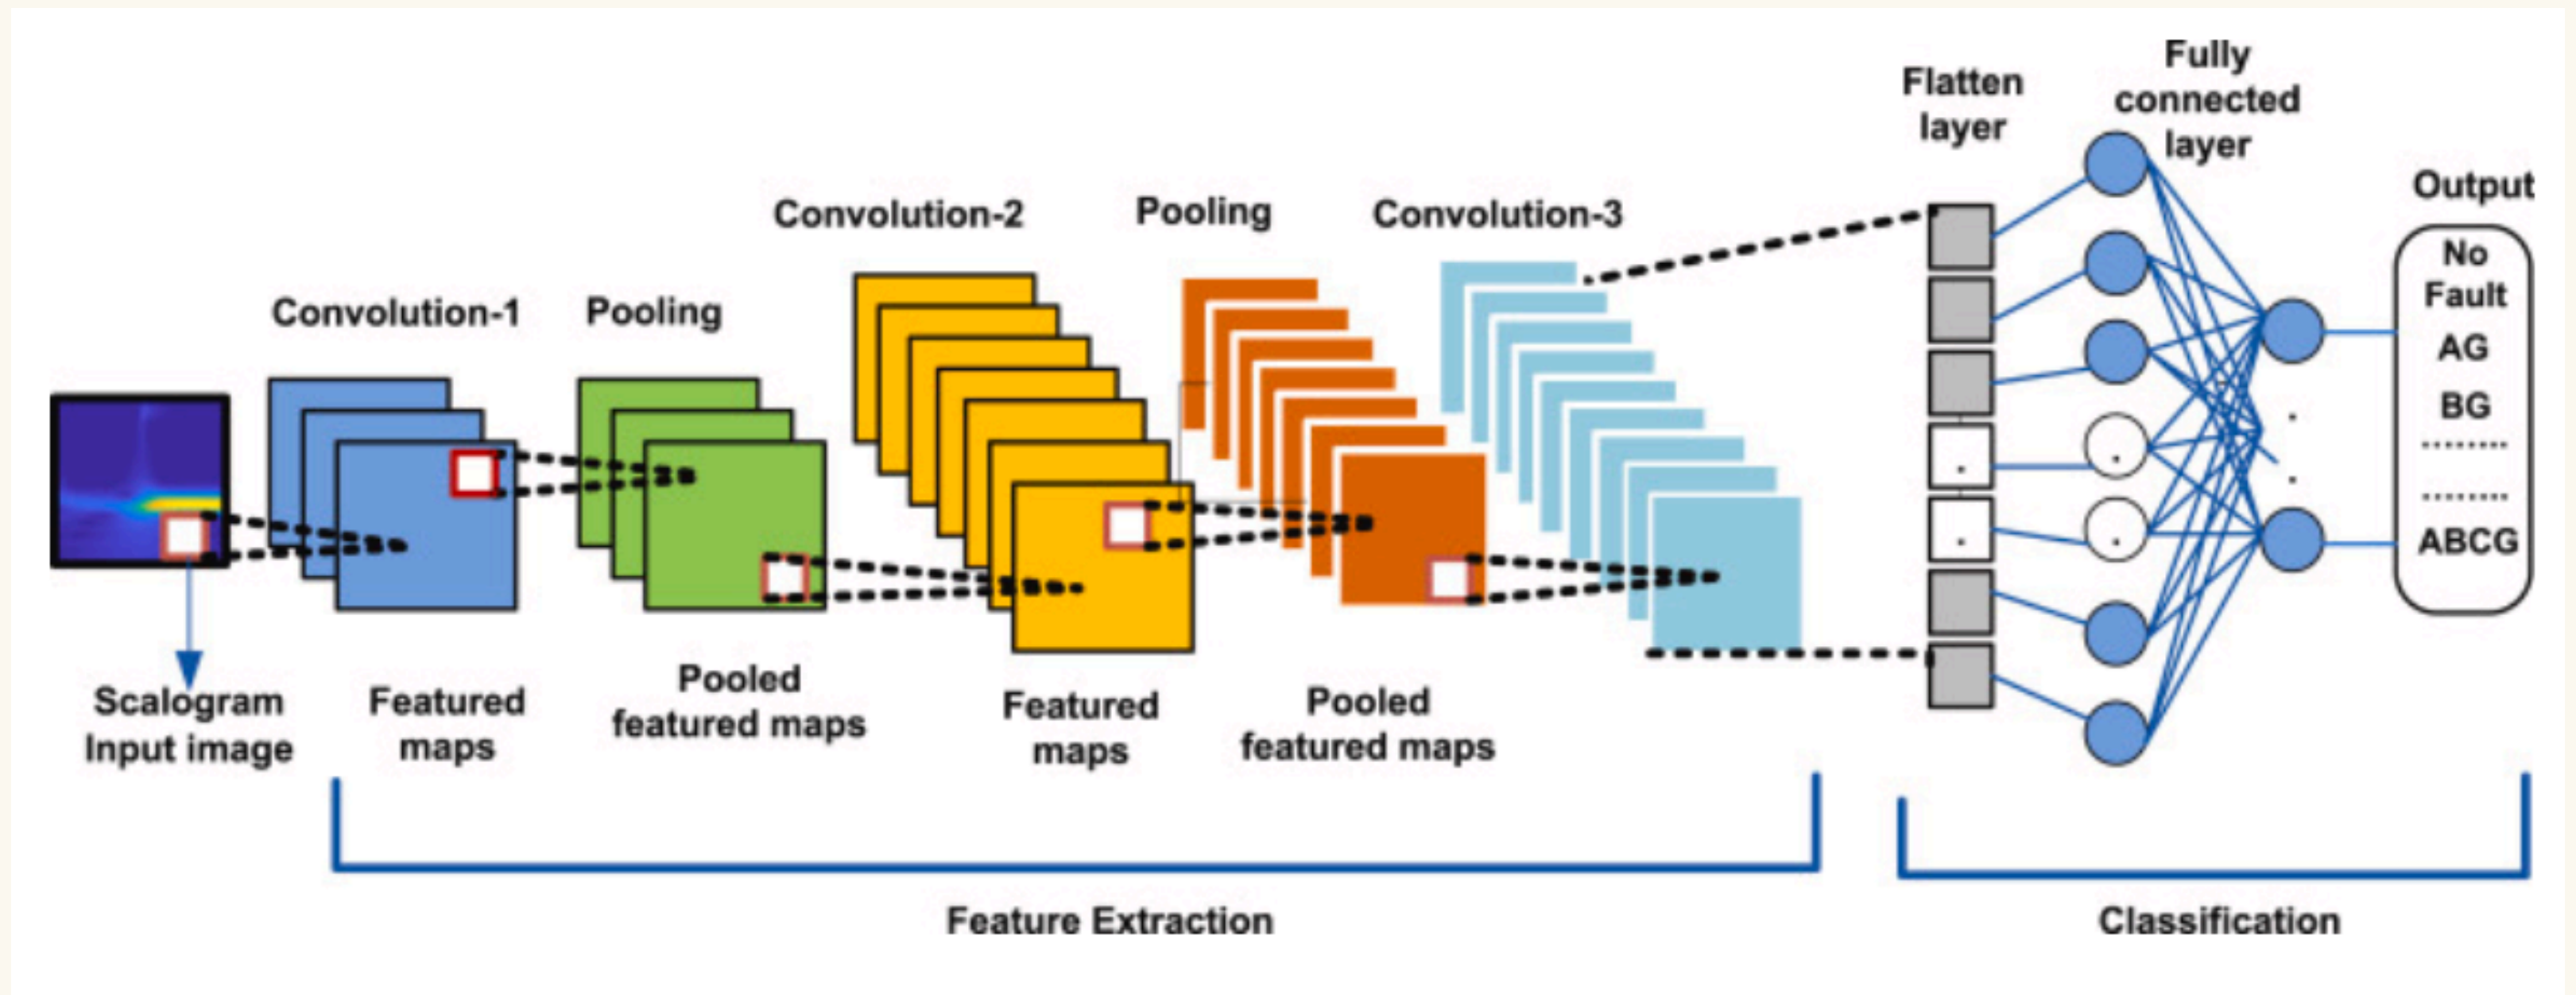 Convolution-1
Pooling
Convolution-2
Pooling
Convolution-3
Flatten
layer
Fully
connected
layer
Output
No
Fault
AG
BG
........
........
ABCG
Scalogram
Input image
Featured
maps
Pooled
featured maps
Featured
maps
Pooled
featured maps
Feature Extraction
Classification